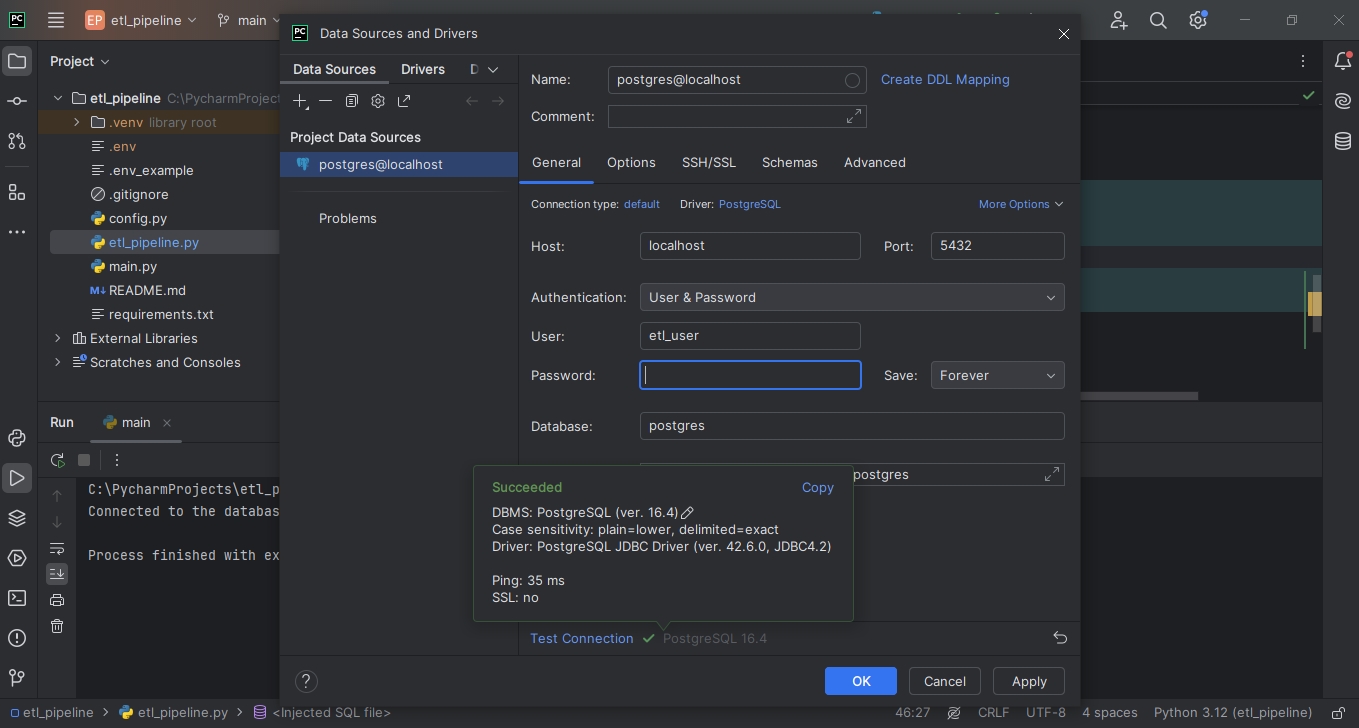 PC EP etl_pipeline main
Project
etl_pipeline C:\PycharmProjec
.venv library root
.env
.env_example
.gitignore
config.py
etl_pipeline.py
main.py
M↓ README.md
requirements.txt
External Libraries
Scratches and Consoles
Run main
C:\PycharmProjects\etl_p
Connected to the databas
Process finished with ex
PC Data Sources and Drivers
Data Sources Drivers D
Project Data Sources
postgres@localhost
Problems
Name: postgres@localhost Create DDL Mapping
Comment:
General Options SSH/SSL Schemas Advanced
Connection type: default Driver: PostgreSQL More Options
Host: localhost Port: 5432
Authentication: User & Password
User: etl_user
Password: Save: Forever
Database: postgres
postgres
Succeeded Copy
DBMS: PostgreSQL (ver. 16.4)
Case sensitivity: plain=lower, delimited=exact
Driver: PostgreSQL JDBC Driver (ver. 42.6.0, JDBC4.2)
Ping: 35 ms
SSL: no
Test Connection PostgreSQL 16.4
? OK Cancel Apply
etl_pipeline etl_pipeline.py <Injected SQL file> 46:27 CRLF UTF-8 4 spaces Python 3.12 (etl_pipeline)